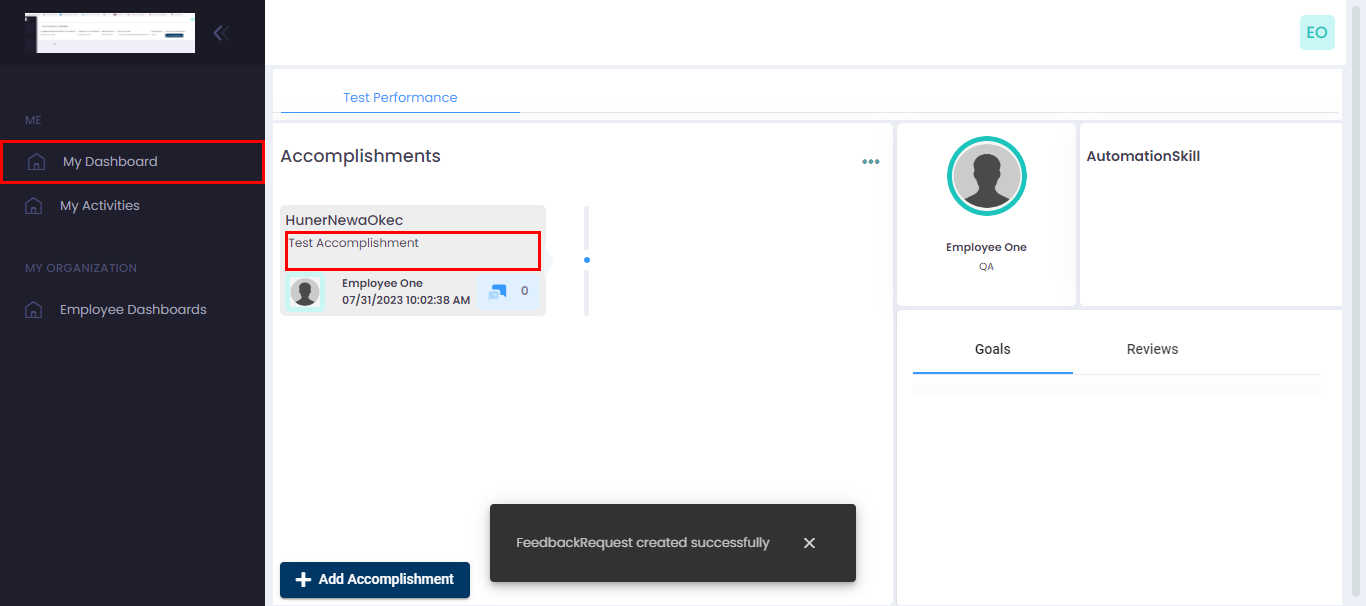 EO
ME
My Dashboard
My Activities
MY ORGANIZATION
Employee Dashboards
Test Performance
Accomplishments
HunerNewaOkec
Test Accomplishment
Employee One
07/31/2023 10:02:38 AM
0
Add Accomplishment
Employee One
QA
AutomationSkill
Goals
Reviews
FeedbackRequest created successfully